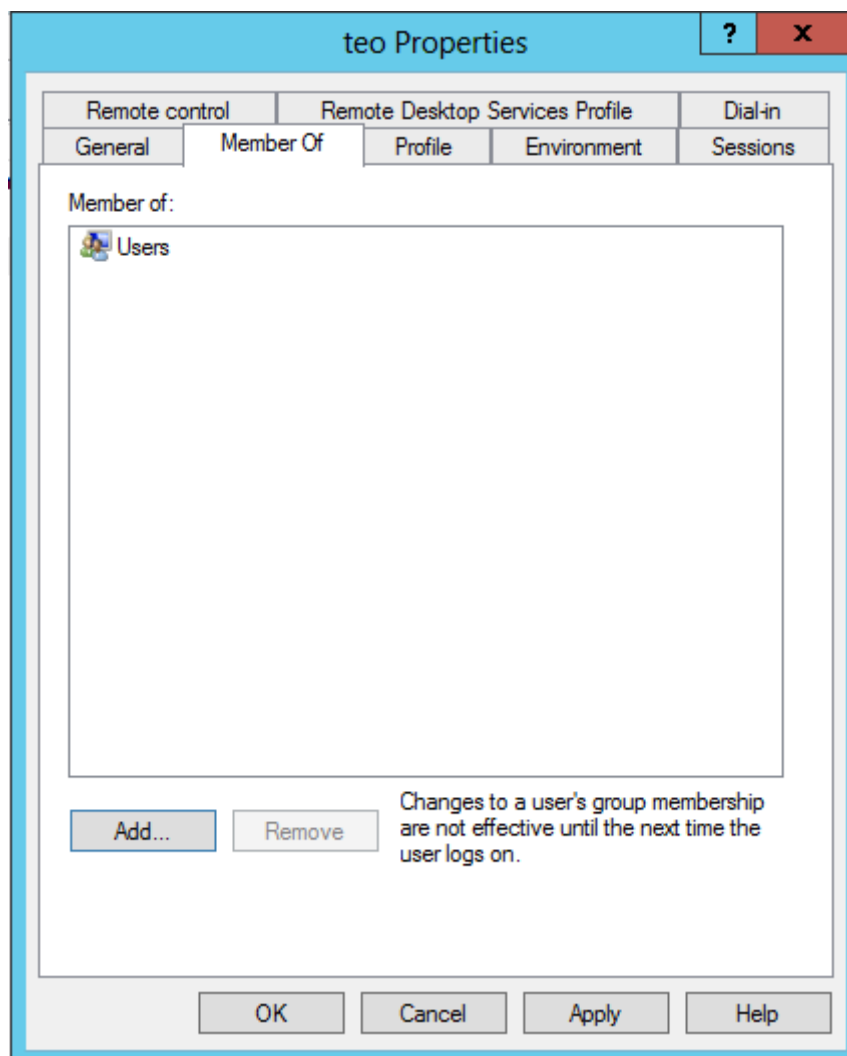 teo Properties
?
x
Remote control
Remote Desktop Services Profile
Dial-in
General
Member Of
Profile
Environment
Sessions
Member of:
Users
Add...
Remove
Changes to a user's group membership
are not effective until the next time the
user logs on.
OK
Cancel
Apply
Help